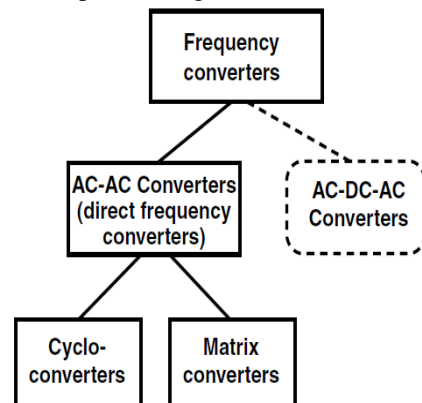 Frequency
converters
AC-AC Converters
(direct frequency
converters)
AC-DC-AC
Converters
Cyclo-
converters
Matrix
converters